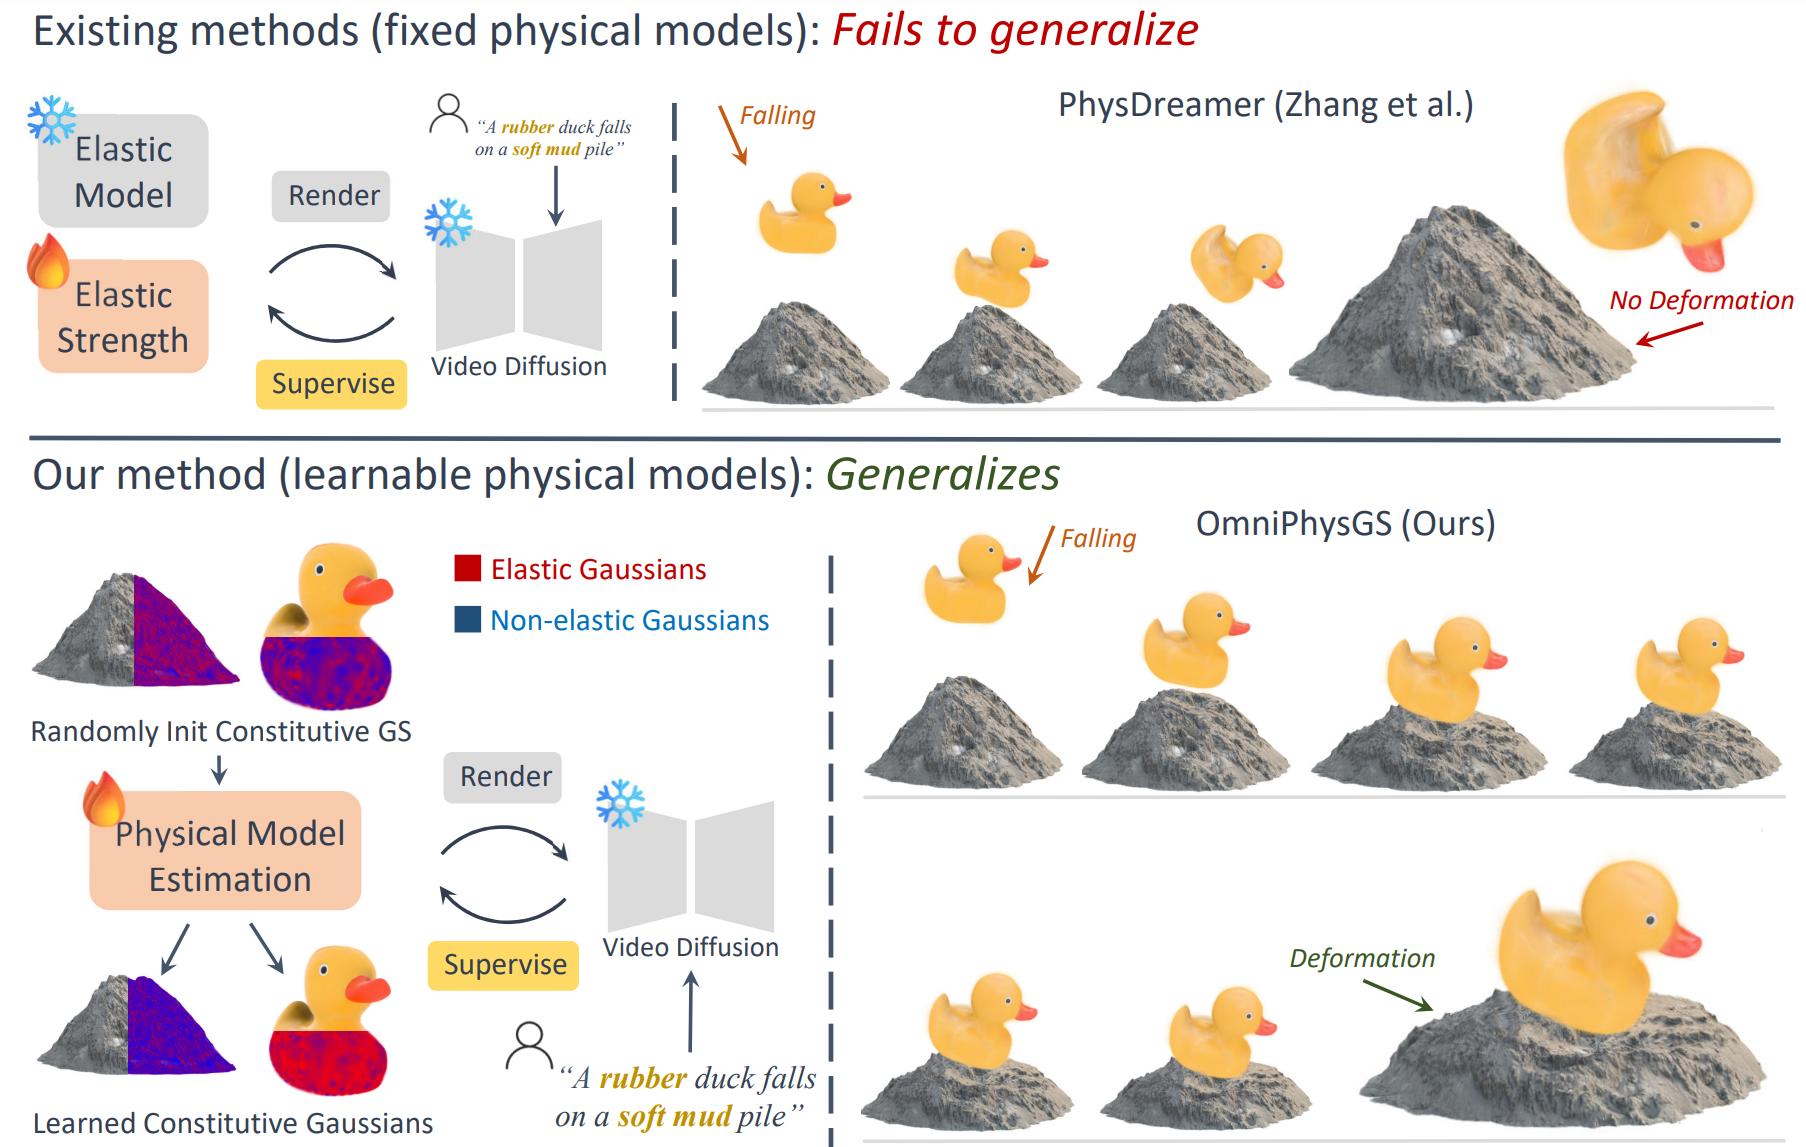 Existing methods (fixed physical models): Fails to generalize
Elastic
Model
Elastic
Strength
Render
Supervise
“A rubber duck falls
on a soft mud pile”
Video Diffusion
Falling
PhysDreamer (Zhang et al.)
No Deformation
Our method (learnable physical models): Generalizes
Elastic Gaussians
Non-elastic Gaussians
Randomly Init Constitutive GS
Physical Model
Estimation
Learned Constitutive Gaussians
Render
Supervise
Video Diffusion
“A rubber duck falls
on a soft mud pile”
Falling
OmniPhysGS (Ours)
Deformation